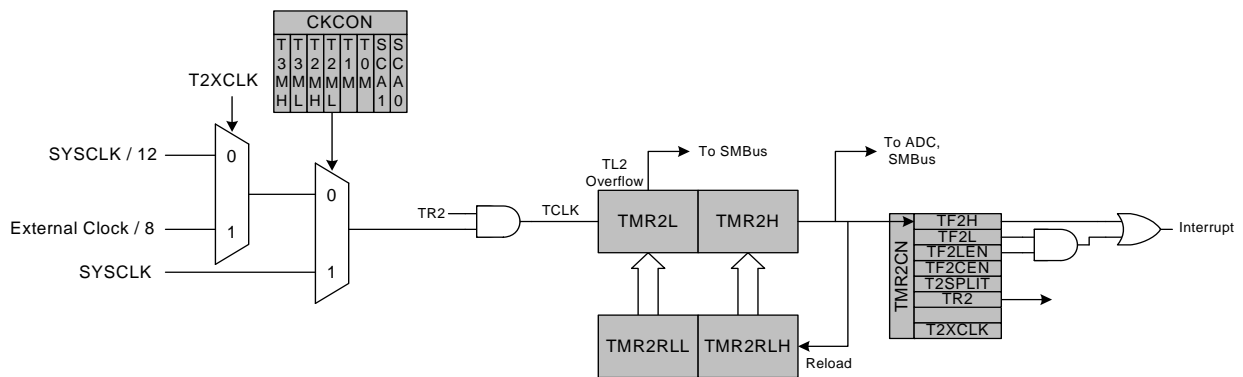 CKCON
T3MH
T3ML
T2MH
T2ML
T1M
T0M
SCA1
SCA0
T2XCLK
SYSCLK / 12
0
External Clock / 8
1
SYSCLK
0
1
TR2
TCLK
TL2
Overflow
To SMBus
TMR2L
TMR2H
To ADC,
SMBus
TMR2RLL
TMR2RLH
Reload
TMR2CN
TF2H
TF2L
TF2LEN
TF2CEN
T2SPLIT
TR2
T2XCLK
Interrupt